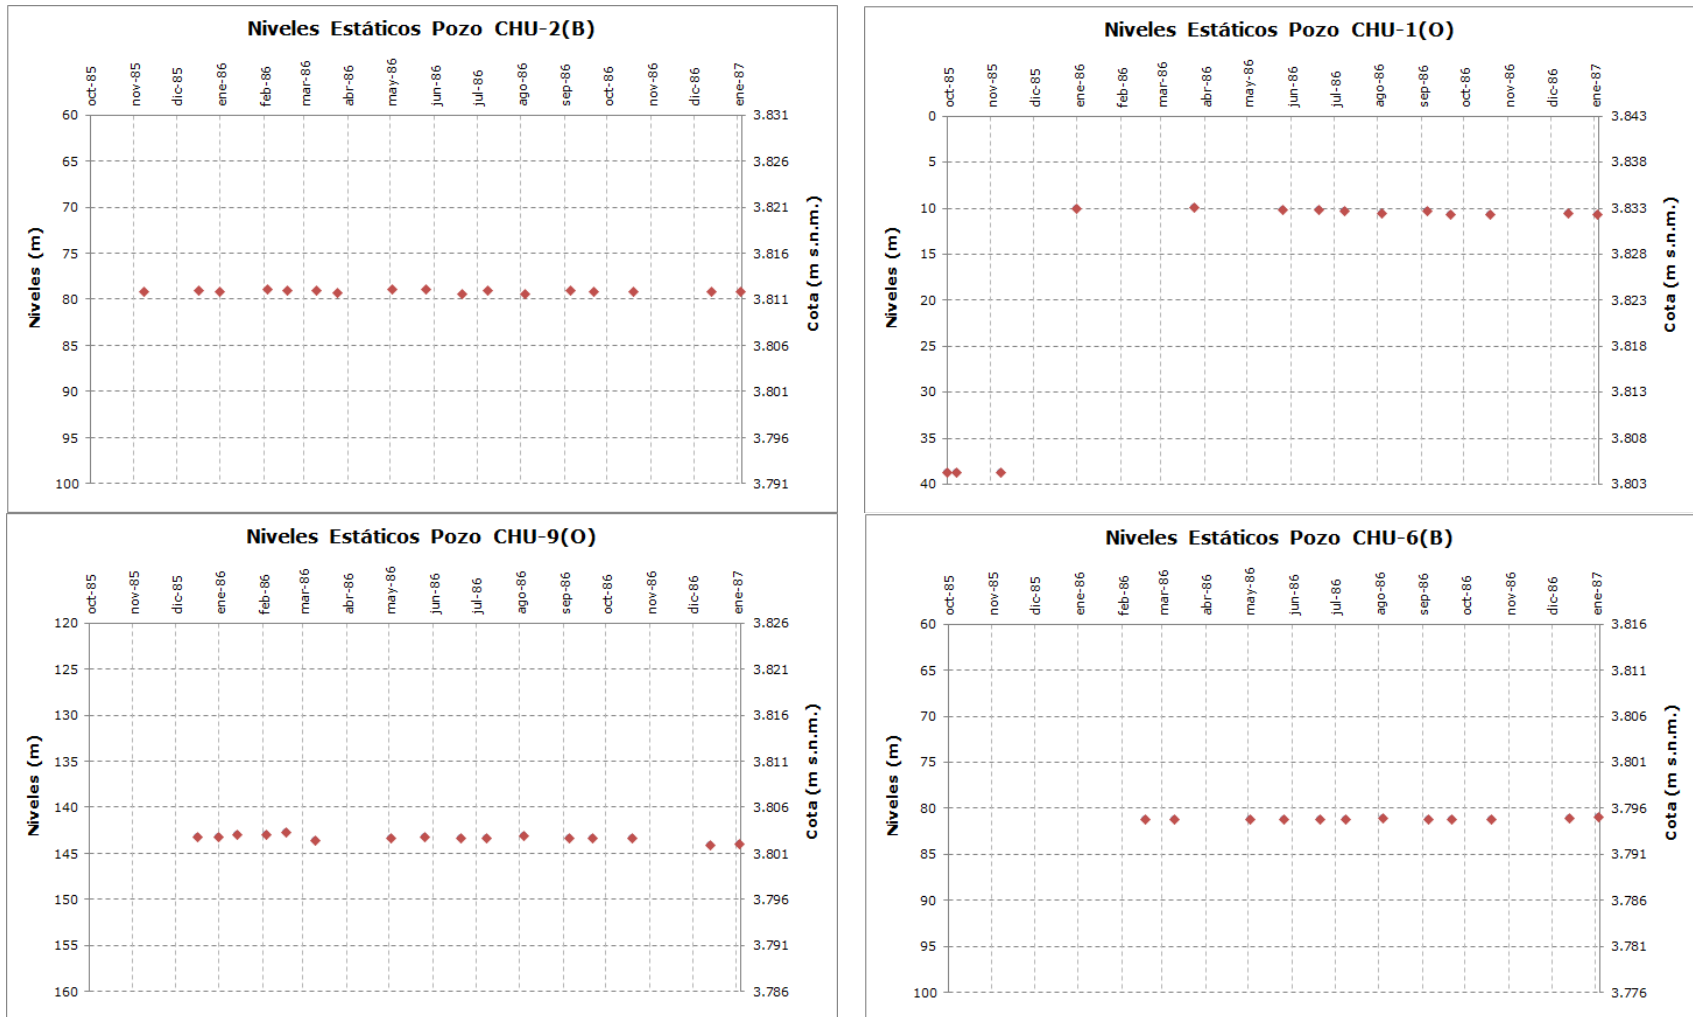 Niveles Estáticos Pozo CHU-2(B)
oct-85 nov-85 dic-85 ene-86 feb-86 mar-86 abr-86 may-86 jun-86 jul-86 ago-86 sep-86 oct-86 nov-86 dic-86 ene-87
60 3.831
65 3.826
70 3.821
75 3.816
80 3.811
85 3.806
90 3.801
95 3.796
100 3.791
Niveles (m)
Cota (m s.n.m.)
Niveles Estáticos Pozo CHU-1(O)
oct-85 nov-85 dic-85 ene-86 feb-86 mar-86 abr-86 may-86 jun-86 jul-86 ago-86 sep-86 oct-86 nov-86 dic-86 ene-87
0 3.843
5 3.838
10 3.833
15 3.828
20 3.823
25 3.818
30 3.813
35 3.808
40 3.803
Niveles (m)
Cota (m s.n.m.)
Niveles Estáticos Pozo CHU-9(O)
oct-85 nov-85 dic-85 ene-86 feb-86 mar-86 abr-86 may-86 jun-86 jul-86 ago-86 sep-86 oct-86 nov-86 dic-86 ene-87
120 3.826
125 3.821
130 3.816
135 3.811
140 3.806
145 3.801
150 3.796
155 3.791
160 3.786
Niveles (m)
Cota (m s.n.m.)
Niveles Estáticos Pozo CHU-6(B)
oct-85 nov-85 dic-85 ene-86 feb-86 mar-86 abr-86 may-86 jun-86 jul-86 ago-86 sep-86 oct-86 nov-86 dic-86 ene-87
60 3.816
65 3.811
70 3.806
75 3.801
80 3.796
85 3.791
90 3.786
95 3.781
100 3.776
Niveles (m)
Cota (m s.n.m.)